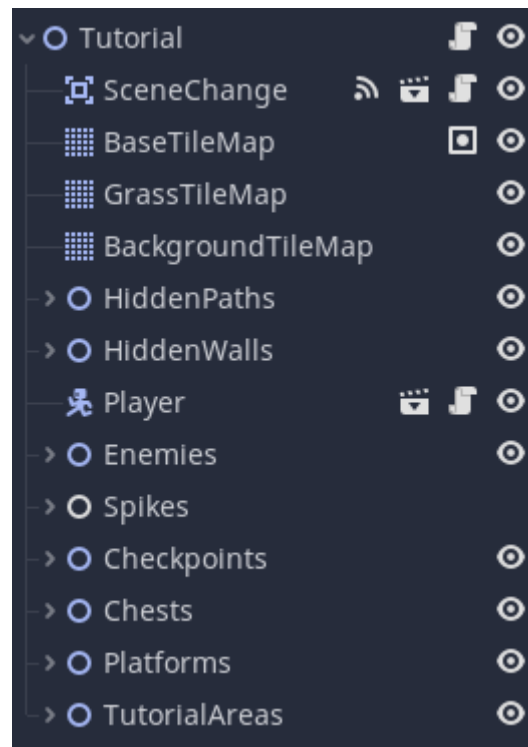 Tutorial
SceneChange
BaseTileMap
GrassTileMap
BackgroundTileMap
HiddenPaths
HiddenWalls
Player
Enemies
Spikes
Checkpoints
Chests
Platforms
TutorialAreas